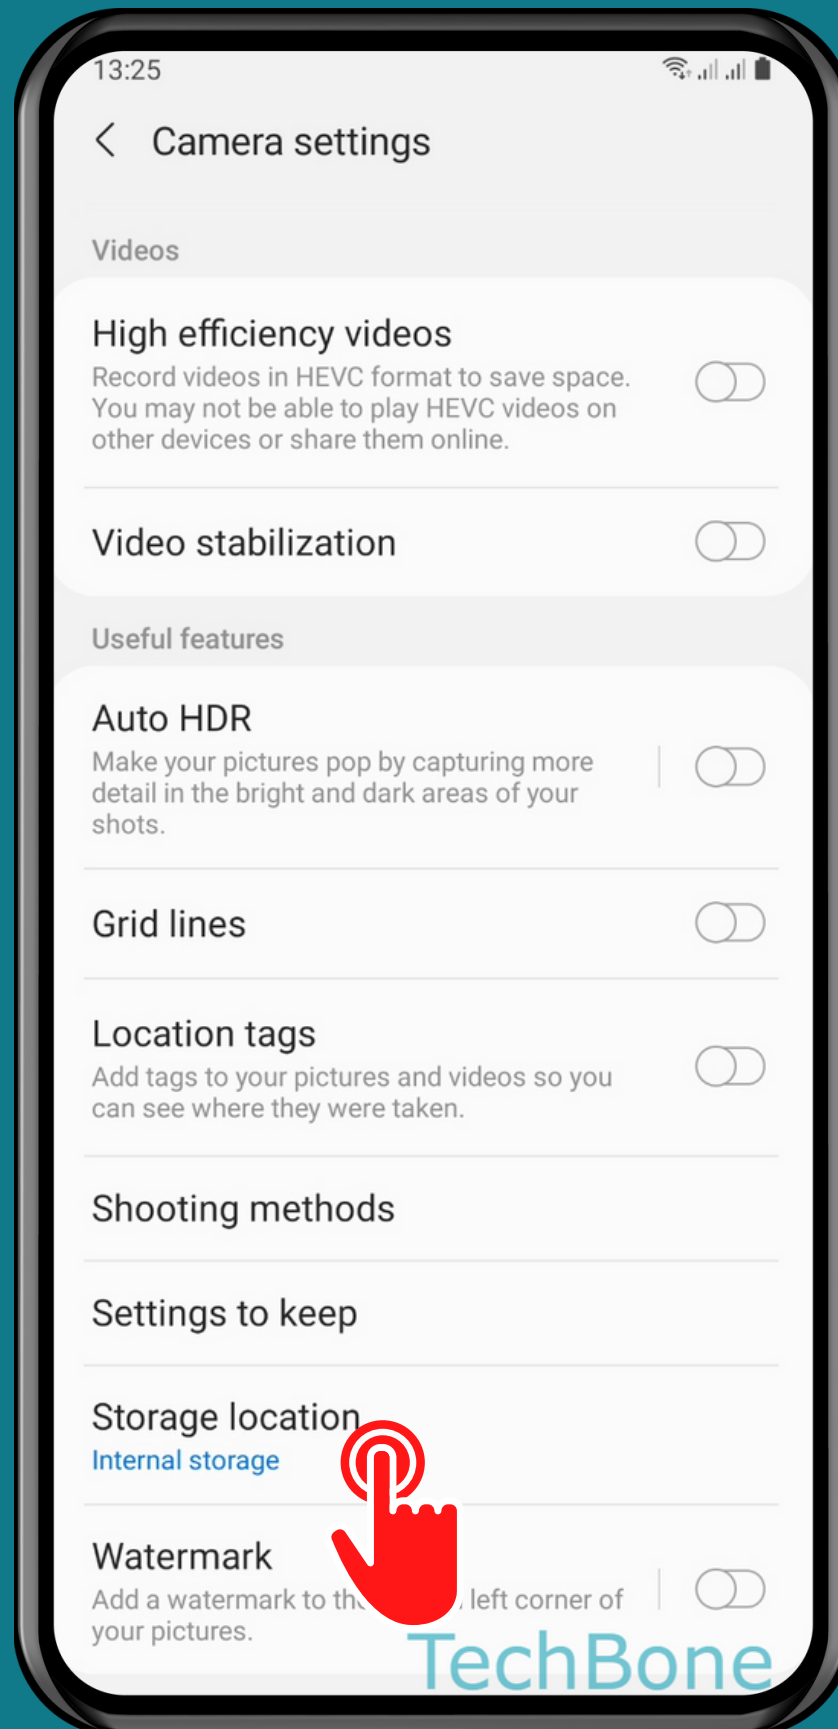 13:25
Camera settings
Videos
High efficiency videos
Record videos in HEVC format to save space.
You may not be able to play HEVC videos on
other devices or share them online.
Video stabilization
Useful features
Auto HDR
Make your pictures pop by capturing more
detail in the bright and dark areas of your
shots.
Grid lines
Location tags
Add tags to your pictures and videos so you
can see where they were taken.
Shooting methods
Settings to keep
Storage location
Internal storage
Watermark
Add a watermark to the left corner of
your pictures.
TechBone